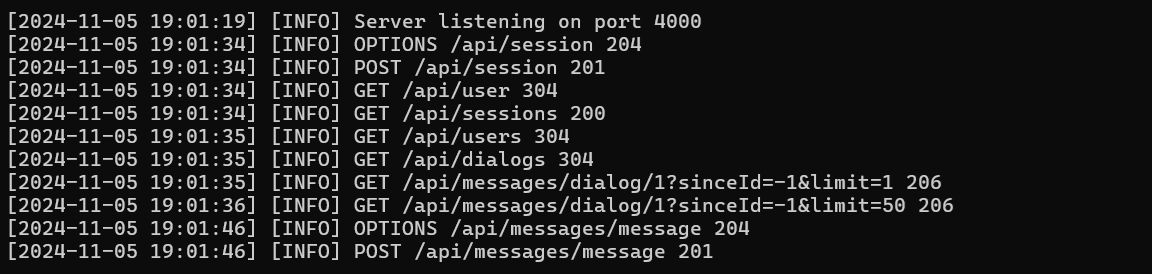 [2024-11-05 19:01:19] [INFO] Server listening on port 4000
[2024-11-05 19:01:34] [INFO] OPTIONS /api/session 204
[2024-11-05 19:01:34] [INFO] POST /api/session 201
[2024-11-05 19:01:34] [INFO] GET /api/user 304
[2024-11-05 19:01:34] [INFO] GET /api/sessions 200
[2024-11-05 19:01:35] [INFO] GET /api/users 304
[2024-11-05 19:01:35] [INFO] GET /api/dialogs 304
[2024-11-05 19:01:35] [INFO] GET /api/messages/dialog/1?sinceId=-1&limit=1 206
[2024-11-05 19:01:36] [INFO] GET /api/messages/dialog/1?sinceId=-1&limit=50 206
[2024-11-05 19:01:46] [INFO] OPTIONS /api/messages/message 204
[2024-11-05 19:01:46] [INFO] POST /api/messages/message 201